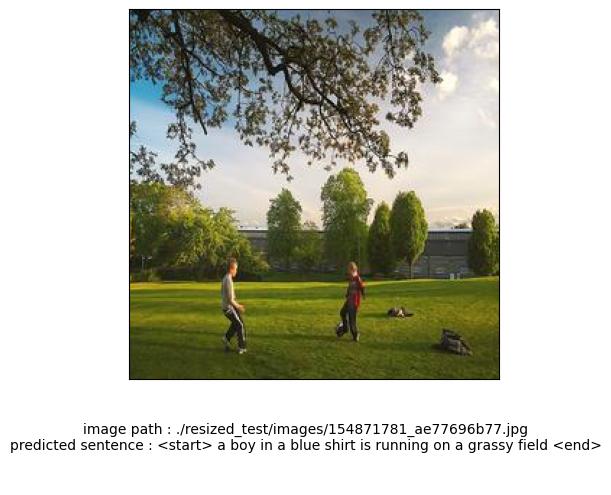 image path : ./resized_test/images/154871781_ae77696b77.jpg
predicted sentence : <start> a boy in a blue shirt is running on a grassy field <end>